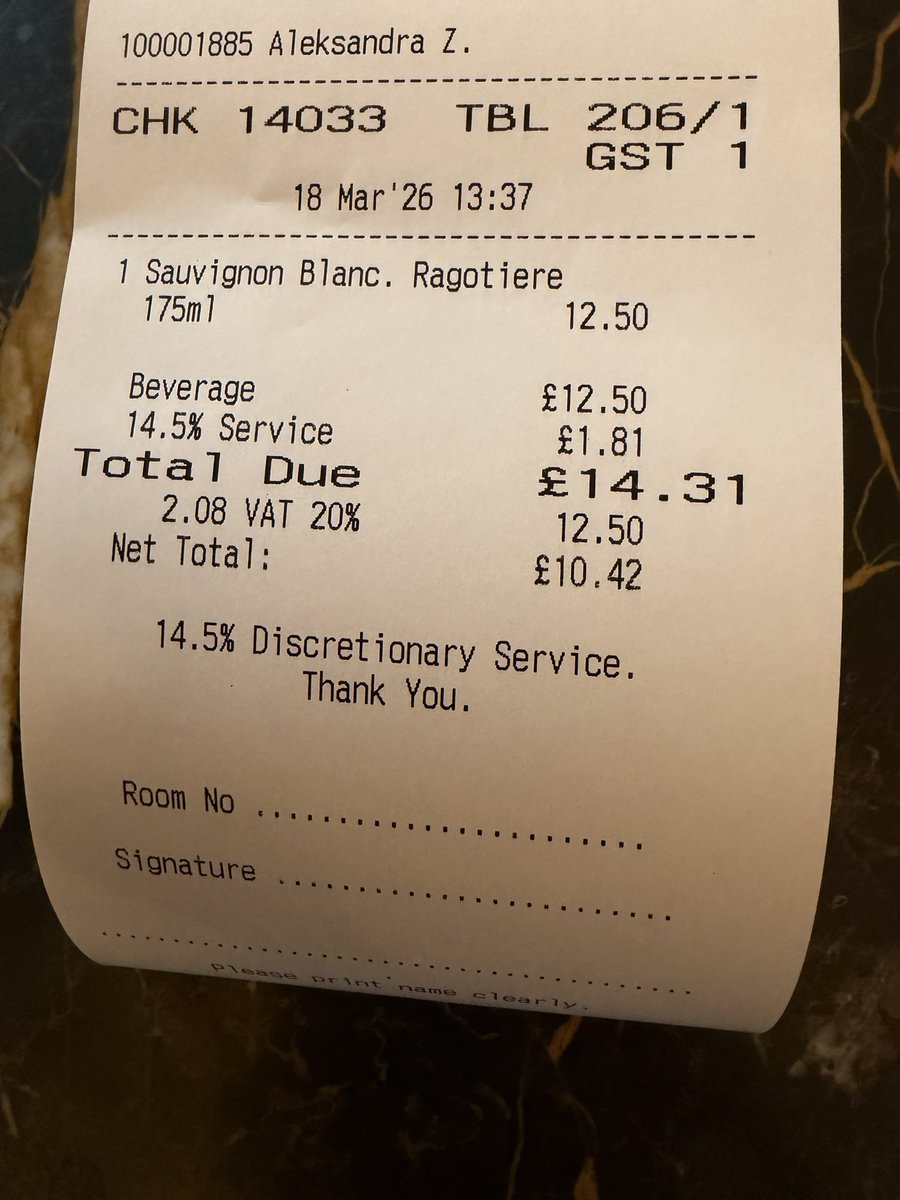 100001885 Aleksandra Z.
--------------------------------------------------
CHK 14033 TBL 206/1
GST 1
18 Mar'26 13:37
--------------------------------------------------
1 Sauvignon Blanc. Ragotiere
175ml 12.50
Beverage £12.50
14.5% Service £1.81
Total Due £14.31
2.08 VAT 20% 12.50
Net Total: £10.42
14.5% Discretionary Service.
Thank You.
Room No ......................
Signature ......................
..................................
Please print name clearly.